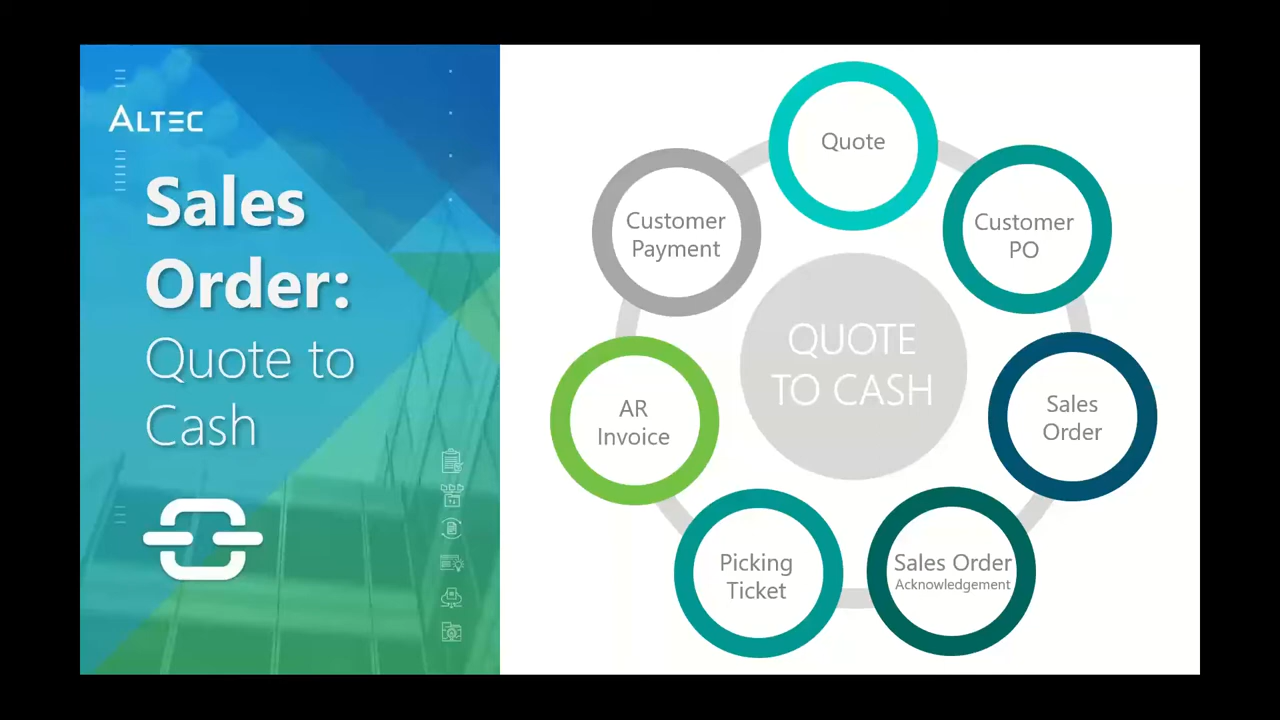 ALTEC
Sales
Order:
Quote to
Cash
Quote
Customer
PO
Sales
Order
Sales Order
Acknowledgement
Picking
Ticket
AR
Invoice
Customer
Payment
QUOTE
TO CASH